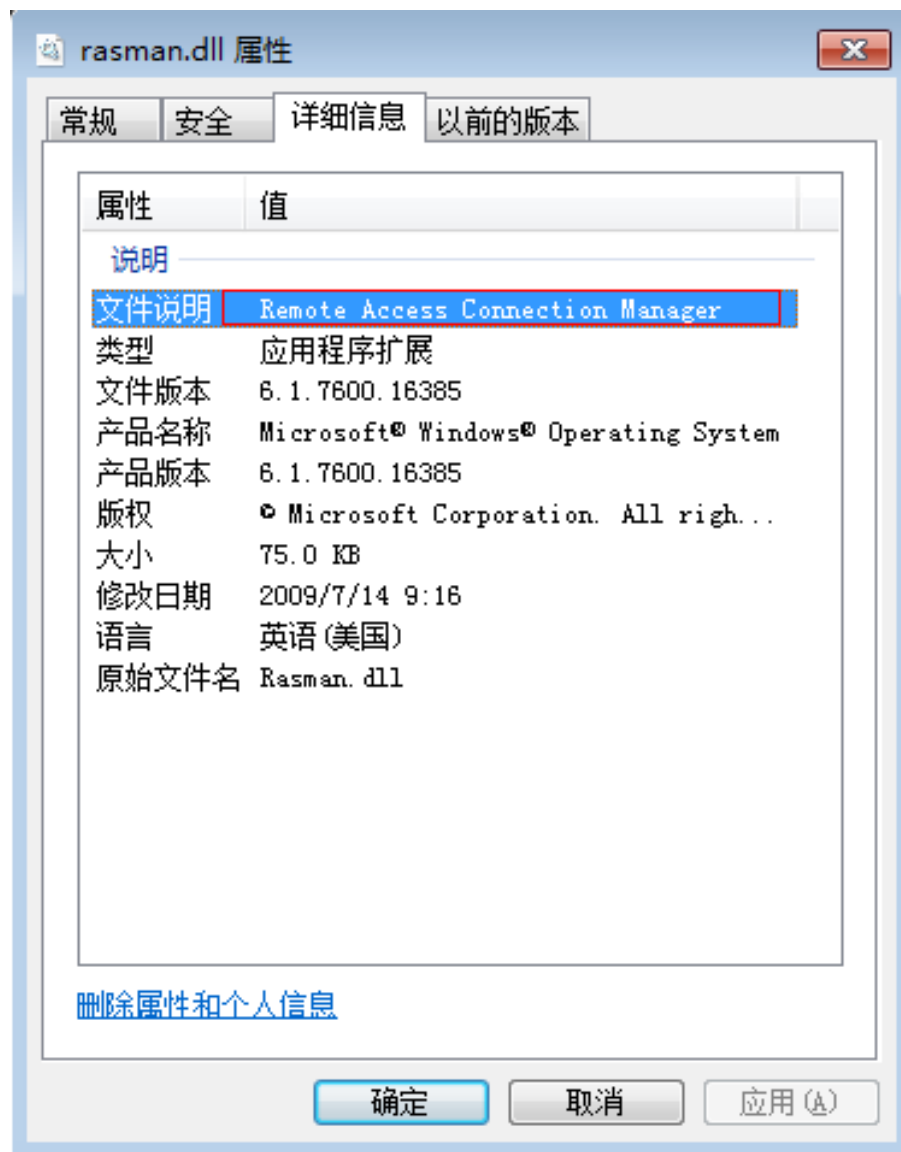 rasman.dll 属性
常规 安全 详细信息 以前的版本
属性 值
说明
文件说明 Remote Access Connection Manager
类型 应用程序扩展
文件版本 6.1.7600.16385
产品名称 Microsoft® Windows® Operating System
产品版本 6.1.7600.16385
版权 © Microsoft Corporation. All righ...
大小 75.0 KB
修改日期 2009/7/14 9:16
语言 英语(美国)
原始文件名 Rasman.dll
删除属性和个人信息
确定 取消 应用(A)